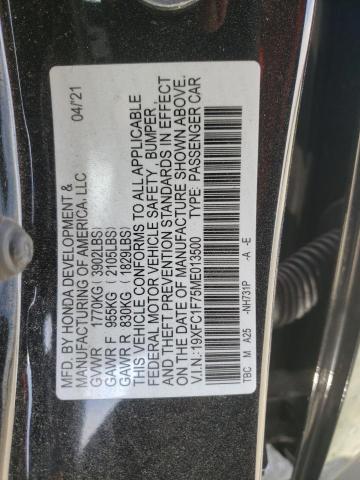 MFD. BY HONDA DEVELOPMENT &
MANUFACTURING OF AMERICA, LLC 04/'21
GVWR 1770KG (3902LBS)
GAWR F 955KG (2105LBS)
GAWR R 830KG (1829LBS)
THIS VEHICLE CONFORMS TO ALL APPLICABLE
FEDERAL MOTOR VEHICLE SAFETY BUMPER,
AND THEFT PREVENTION STANDARDS IN EFFECT
ON THE DATE OF MANUFACTURE SHOWN ABOVE.
V.I.N.:19XFC1F75ME013500 TYPE: PASSENGER CAR
TBC M A25 -NH731P -A -E